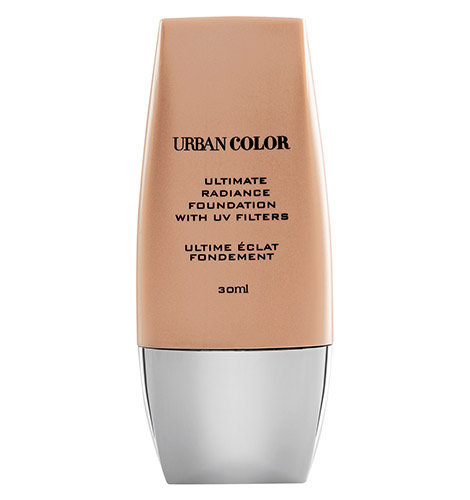 URBAN COLOR
ULTIMATE
RADIANCE
FOUNDATION
WITH UV FILTERS
ULTIME ÉCLAT
FONDEMENT
30ml